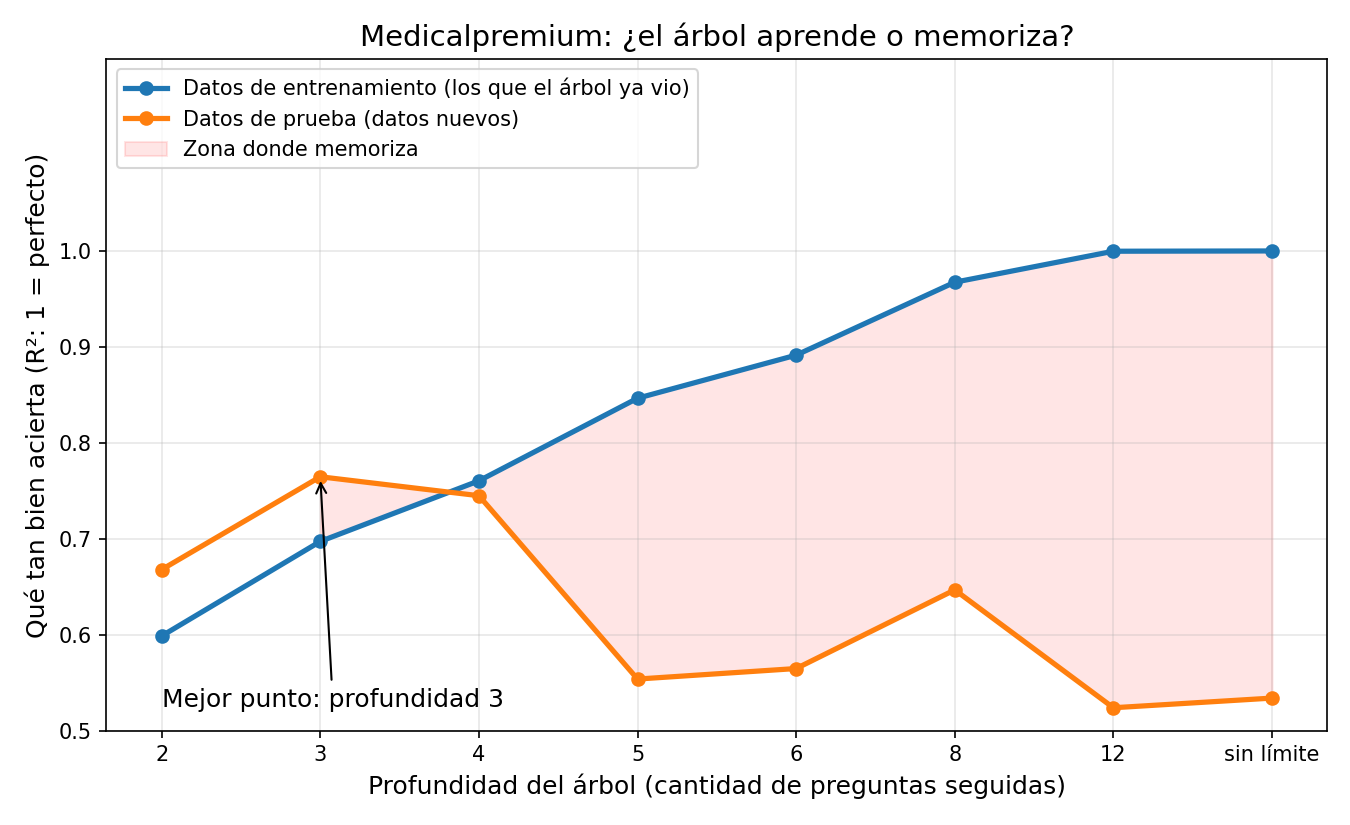 Medicalpremium: ¿el árbol aprende o memoriza?
Datos de entrenamiento (los que el árbol ya vio)
Datos de prueba (datos nuevos)
Zona donde memoriza
Qué tan bien acierta (R²: 1 = perfecto)
1.0
0.9
0.8
0.7
0.6
0.5
Mejor punto: profundidad 3
2
3
4
5
6
8
12
sin límite
Profundidad del árbol (cantidad de preguntas seguidas)